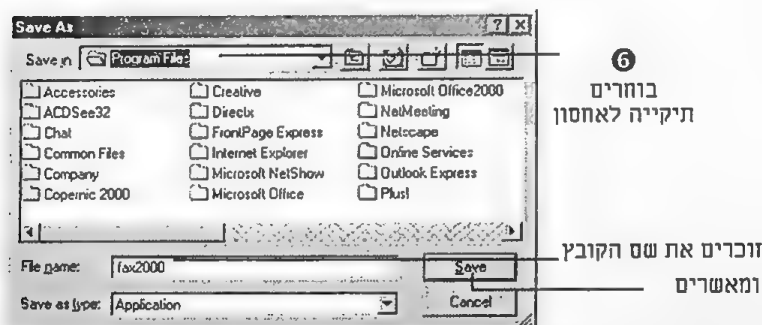 Save As
Save in: Program Files
❻
בוחרים
תיקייה לאחסון
Accessories Creative Microsoft Office2000
ACDSee32 Directx NetMeeting
Chat FrontPage Express Netscape
Common Files Internet Explorer Online Services
Company Microsoft NetShow Outlook Express
Copernic 2000 Microsoft Office Plus!
File name: fax2000 Save
זוכרים את שם הקובץ
ומאשרים
Save as type: Application Cancel